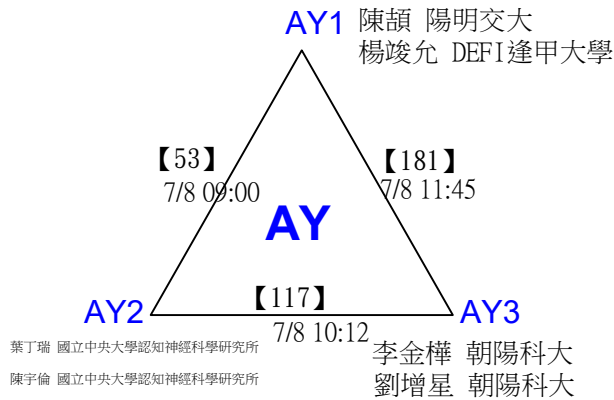 AY1
陳頡 陽明交大
楊竣允 DEFI逢甲大學
【53】
7/8 09:00
【181】
7/8 11:45
AY
AY2
【117】
7/8 10:12
AY3
葉丁瑞 國立中央大學認知神經科學研究所
陳宇倫 國立中央大學認知神經科學研究所
李金樺 朝陽科大
劉增星 朝陽科大